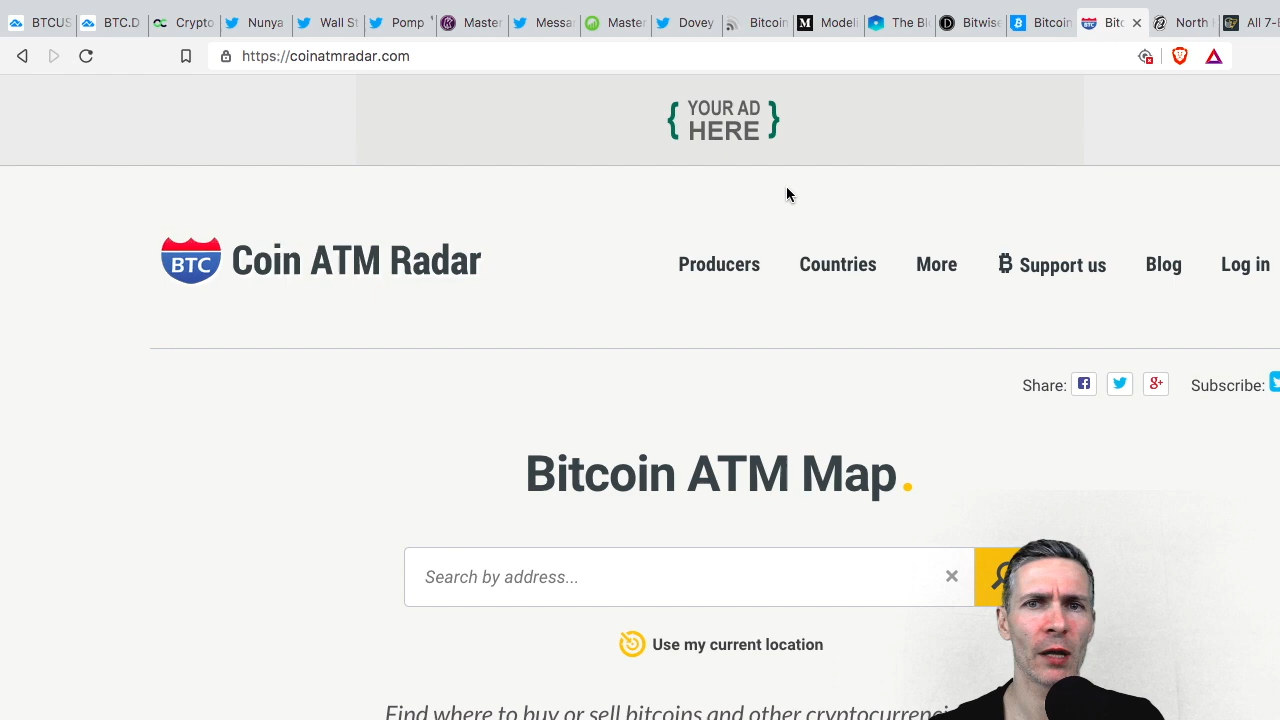 BTCUS
BTC.D
Crypto
Nunya
Wall St
Pomp
Master
Messa
Master
Dovey
Bitcoin
Modeli
The Bl
Bitwis
Bitcoin
Bitc
North
All 7-E
https://coinatmradar.com
{ YOUR AD
HERE }
BTC Coin ATM Radar
Producers Countries More Support us Blog Log in
Share: Subscribe:
Bitcoin ATM Map.
Search by address...
Use my current location
Find where to buy or sell bitcoins and other cryptocurrenci